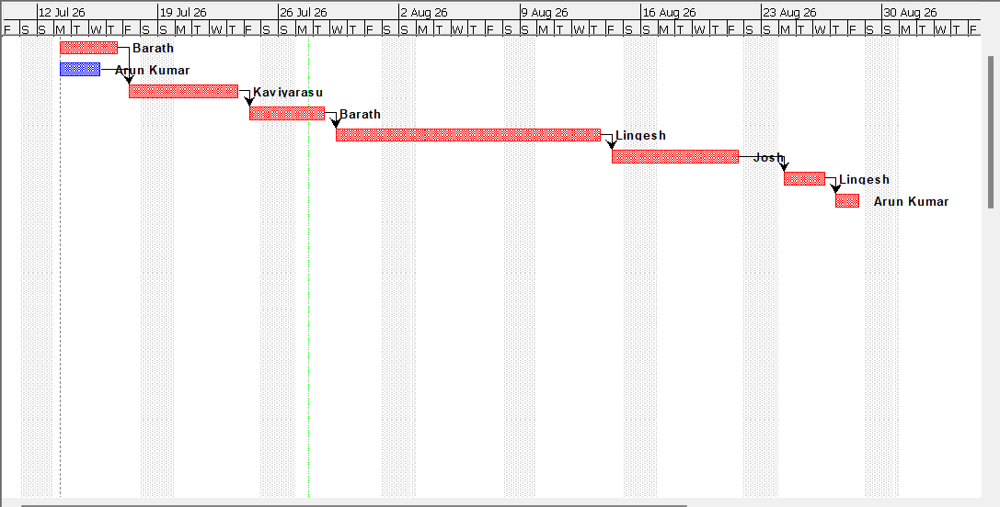 12 Jul 26 19 Jul 26 26 Jul 26 2 Aug 26 9 Aug 26 16 Aug 26 23 Aug 26 30 Aug 26
F S S M T W T F S S M T W T F S S M T W T F S S M T W T F S S M T W T F S S M T W T F S S M T W T F S S M T W T F
Barath
Arun Kumar
Kaviyarasu
Barath
Lingesh
Josh
Lingesh
Arun Kumar